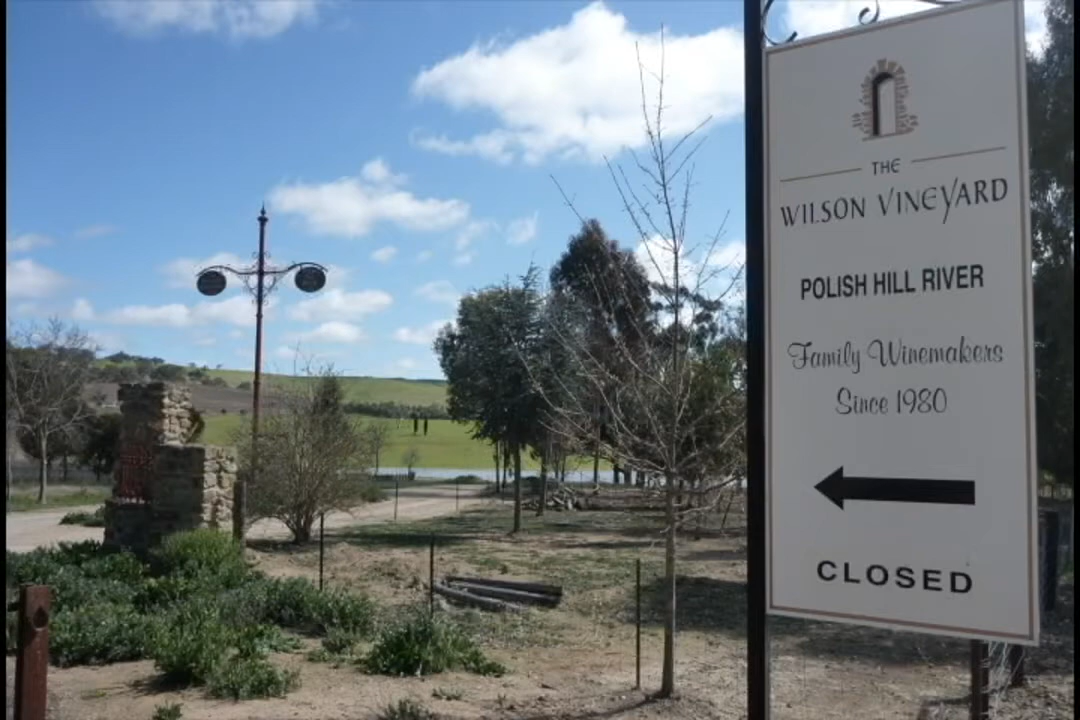 THE
WILSON VINEYARD
POLISH HILL RIVER
Family Winemakers
Since 1980
CLOSED